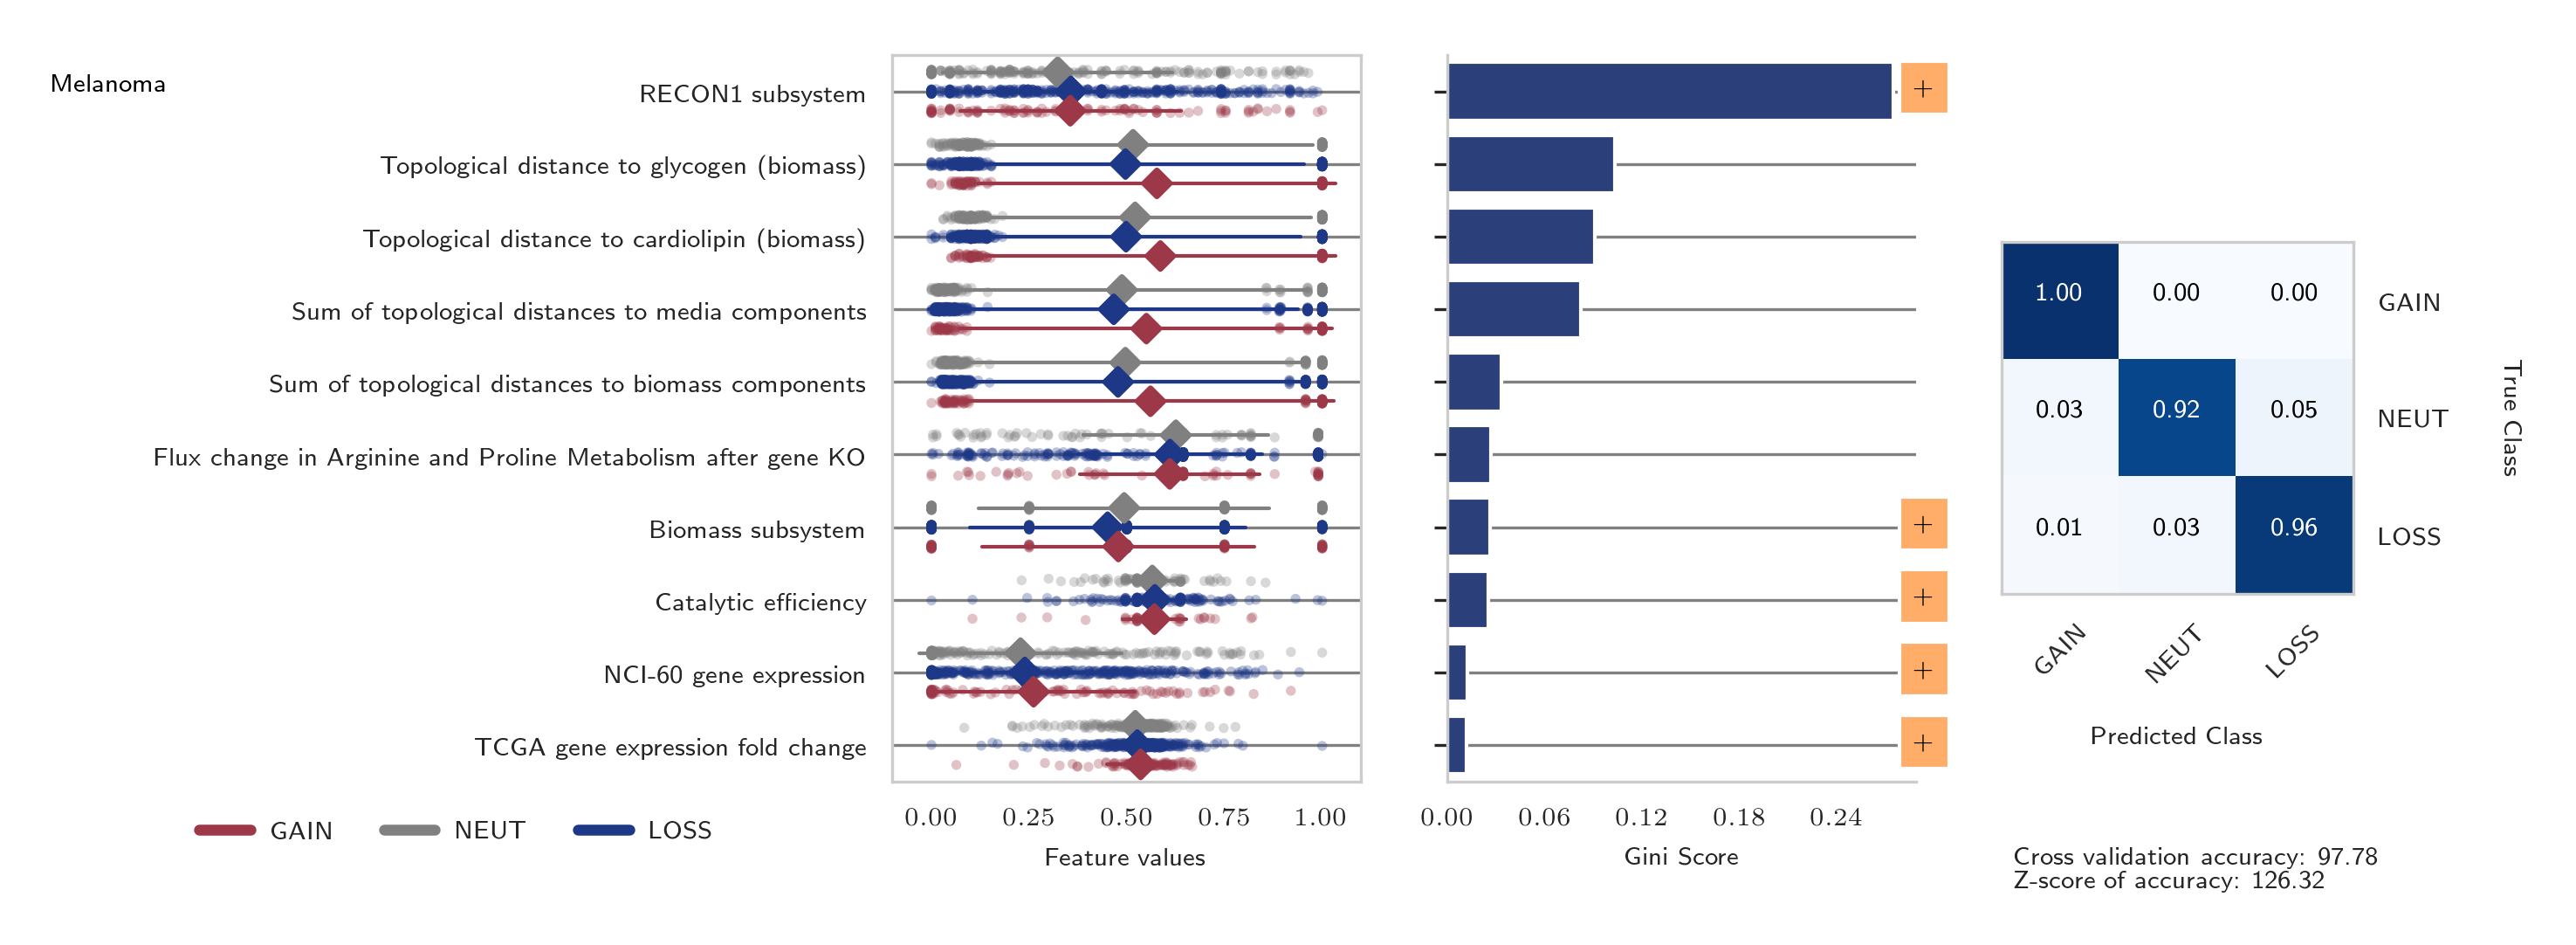 Melanoma
RECON1 subsystem
+
Topological distance to glycogen (biomass)
Topological distance to cardiolipin (biomass)
Sum of topological distances to media components
Sum of topological distances to biomass components
Flux change in Arginine and Proline Metabolism after gene KO
Biomass subsystem
+
Catalytic efficiency
+
NCI-60 gene expression
+
TCGA gene expression fold change
+
GAIN NEUT LOSS
0.00 0.25 0.50 0.75 1.00
Feature values
0.00 0.06 0.12 0.18 0.24
Gini Score
1.00 0.00 0.00 GAIN
0.03 0.92 0.05 NEUT
0.01 0.03 0.96 LOSS
True Class
GAIN NEUT LOSS
Predicted Class
Cross validation accuracy: 97.78
Z-score of accuracy: 126.32